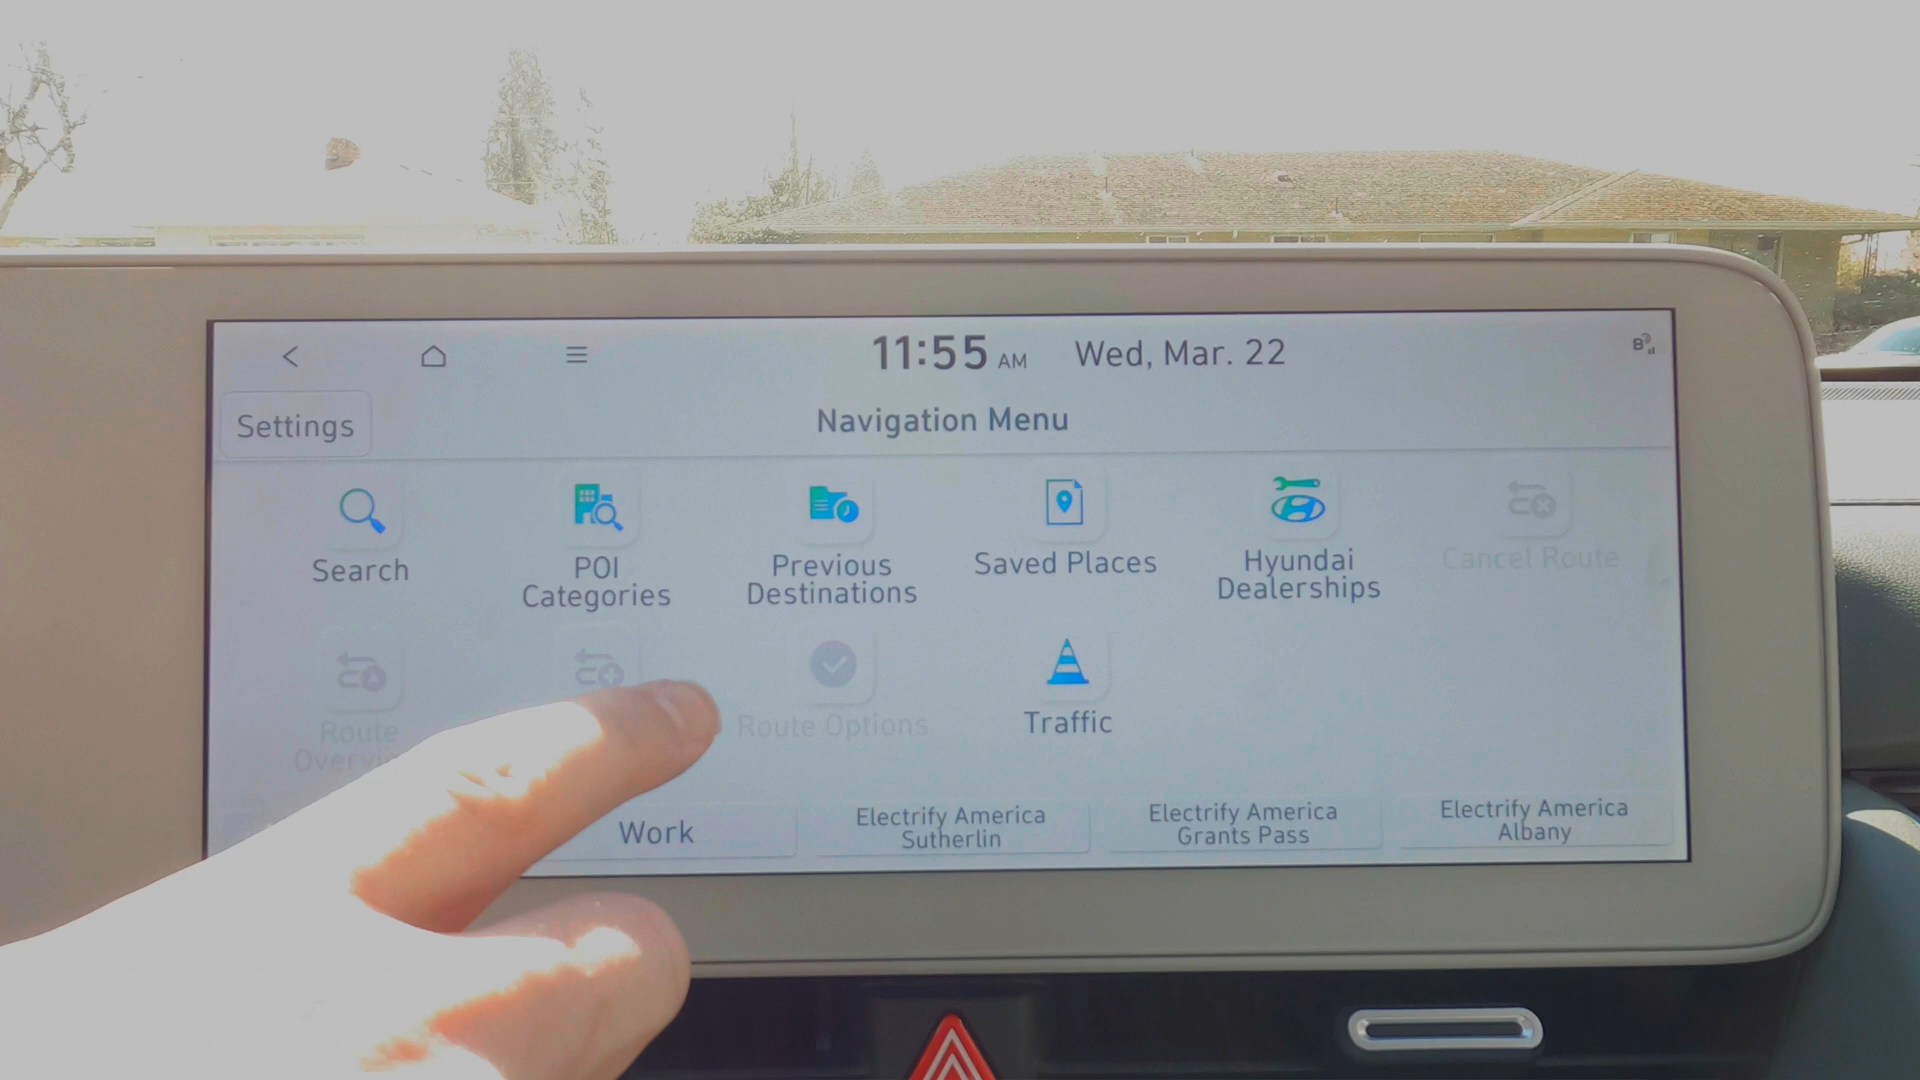 11:55 AM Wed, Mar. 22
Settings
Navigation Menu
Search
POI
Categories
Previous
Destinations
Saved Places
Hyundai
Dealerships
Cancel Route
Route
Route Options
Traffic
Work
Electrify America
Sutherlin
Electrify America
Grants Pass
Electrify America
Albany